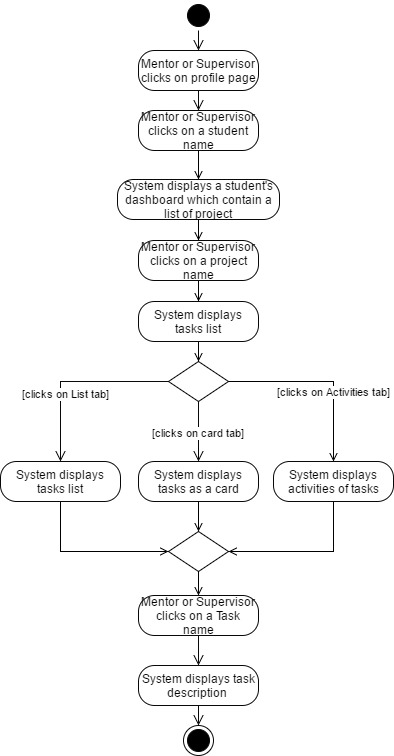 Mentor or Supervisor
clicks on profile page
Mentor or Supervisor
clicks on a student
name
System displays a student's
dashboard which contain a
list of project
Mentor or Supervisor
clicks on a project
name
System displays
tasks list
[clicks on List tab]
[clicks on Activities tab]
[clicks on card tab]
System displays
tasks list
System displays
tasks as a card
System displays
activities of tasks
Mentor or Supervisor
clicks on a Task
name
System displays task
description